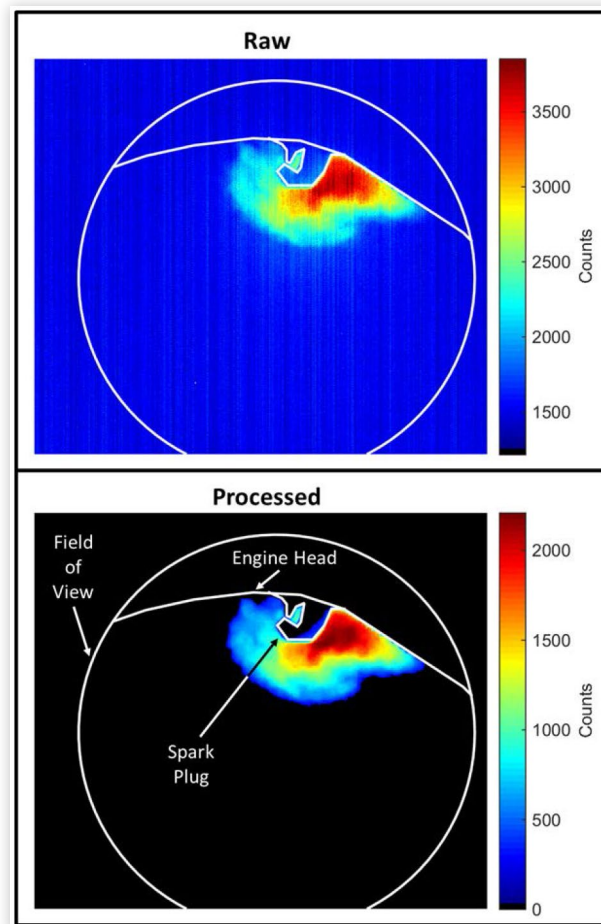 Raw
3500
3000
2500
2000
1500
Counts
Processed
Field
of
View
Engine Head
Spark
Plug
2000
1500
1000
500
0
Counts